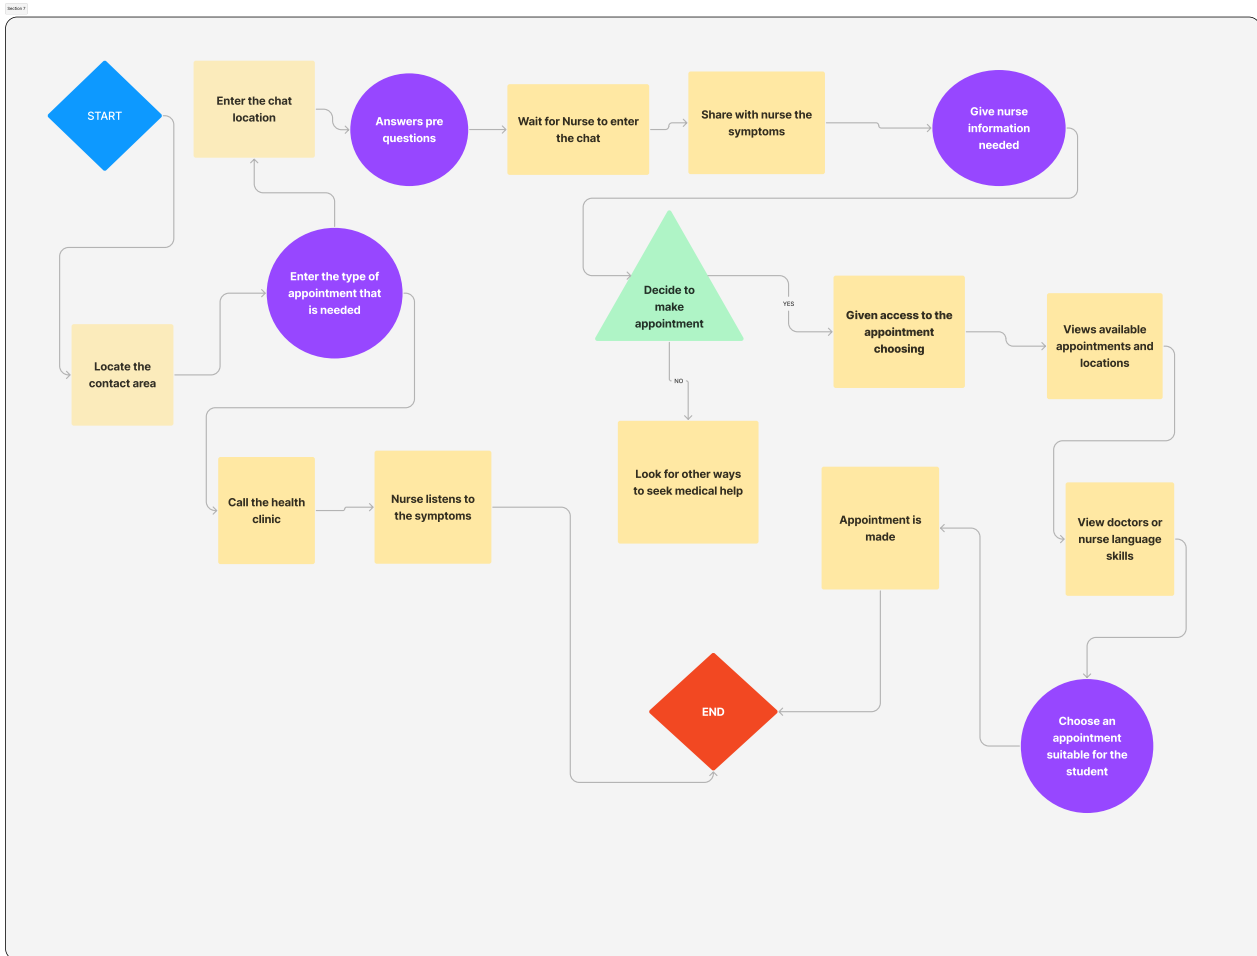 Section 7
START
Enter the chat
location
Answers pre
questions
Wait for Nurse to enter
the chat
Share with nurse the
symptoms
Give nurse
information
needed
Enter the type of
appointment that
is needed
Locate the
contact area
Decide to
make
appointment
YES
NO
Given access to the
appointment
choosing
Views available
appointments and
locations
Call the health
clinic
Nurse listens to
the symptoms
Look for other ways
to seek medical help
Appointment is
made
View doctors or
nurse language
skills
END
Choose an
appointment
suitable for the
student